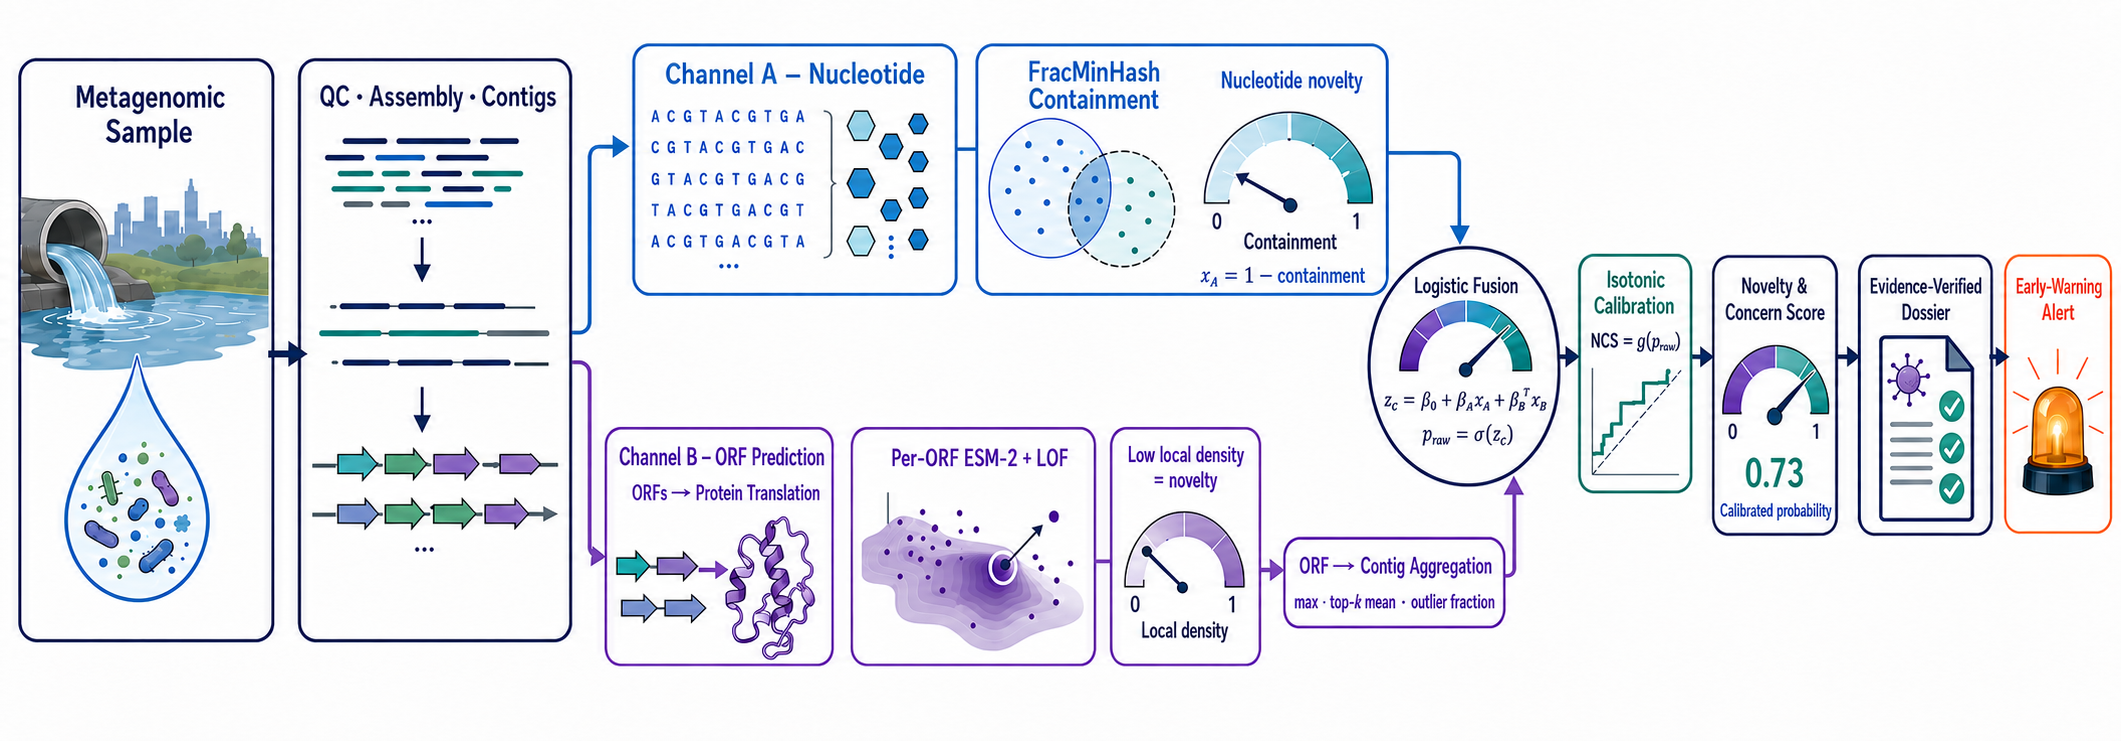 Metagenomic
Sample
QC · Assembly · Contigs
...
...
Channel A – Nucleotide
A C G T A C G T G A
C G T A C G T G A C
G T A C G T G A C G
T A C G T G A C G T
A C G T G A C G T A
...
FracMinHash
Containment
Nucleotide novelty
0 1
Containment
x_A = 1 − containment
Channel B – ORF Prediction
ORFs → Protein Translation
Per-ORF ESM-2 + LOF
Low local density
= novelty
0 1
Local density
ORF → Contig Aggregation
max · top-k mean · outlier fraction
Logistic Fusion
z_c = β_0 + β_A x_A + β_B^T x_B
p_raw = σ(z_c)
Isotonic
Calibration
NCS = g(p_raw)
Novelty &
Concern Score
0 1
0.73
Calibrated probability
Evidence-Verified
Dossier
Early-Warning
Alert